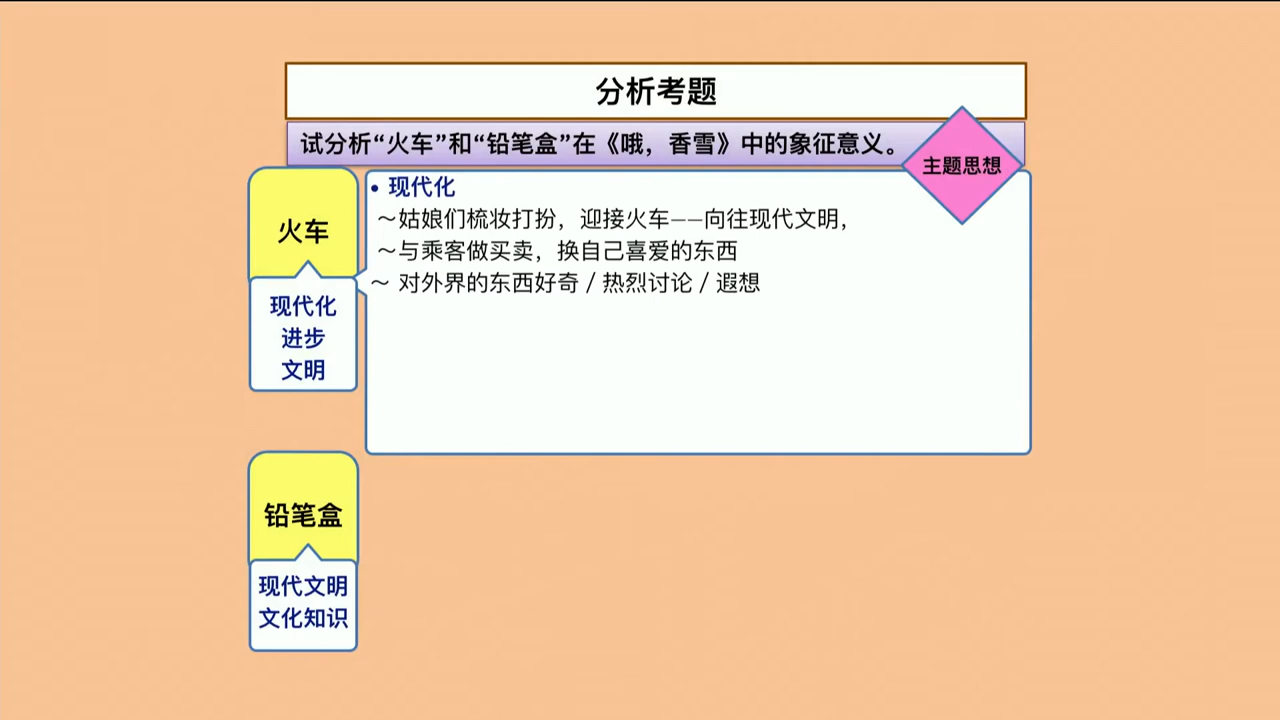 分析考题
试分析“火车”和“铅笔盒”在《哦，香雪》中的象征意义。
主题思想
火车
现代化
进步
文明
• 现代化
～姑娘们梳妆打扮，迎接火车——向往现代文明，
～与乘客做买卖，换自己喜爱的东西
～ 对外界的东西好奇 / 热烈讨论 / 遐想
铅笔盒
现代文明
文化知识